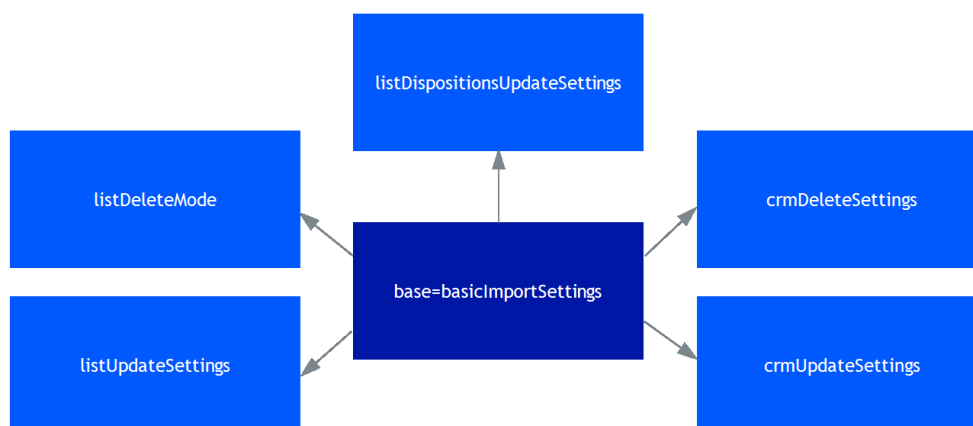 listDispositionsUpdateSettings
listDeleteMode
crmDeleteSettings
base=basicImportSettings
listUpdateSettings
crmUpdateSettings